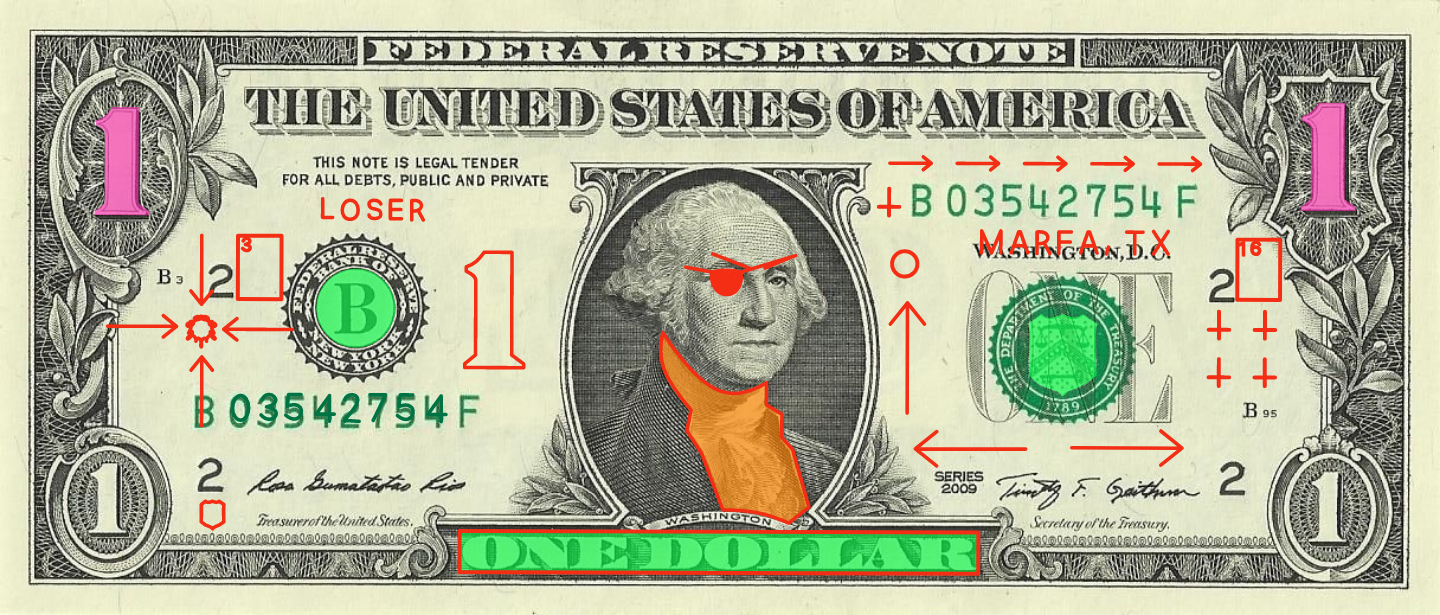 FEDERAL RESERVE NOTE
THE UNITED STATES OF AMERICA
1
1
THIS NOTE IS LEGAL TENDER
FOR ALL DEBTS, PUBLIC AND PRIVATE
LOSER
+B 03542754 F
MARFA, TX
WASHINGTON, D.C.
B 3
2
3
FEDERAL RESERVE
BANK OF
B
NEW YORK
NEW YORK
1
ONE
THE DEPARTMENT OF THE TREASURY
1789
2
16
B 03542754 F
B 95
1
2
Rosa Gumataotao Rios
Treasurer of the United States.
WASHINGTON
SERIES
2009
Timothy F. Geithner
Secretary of the Treasury.
2
1
ONE DOLLAR